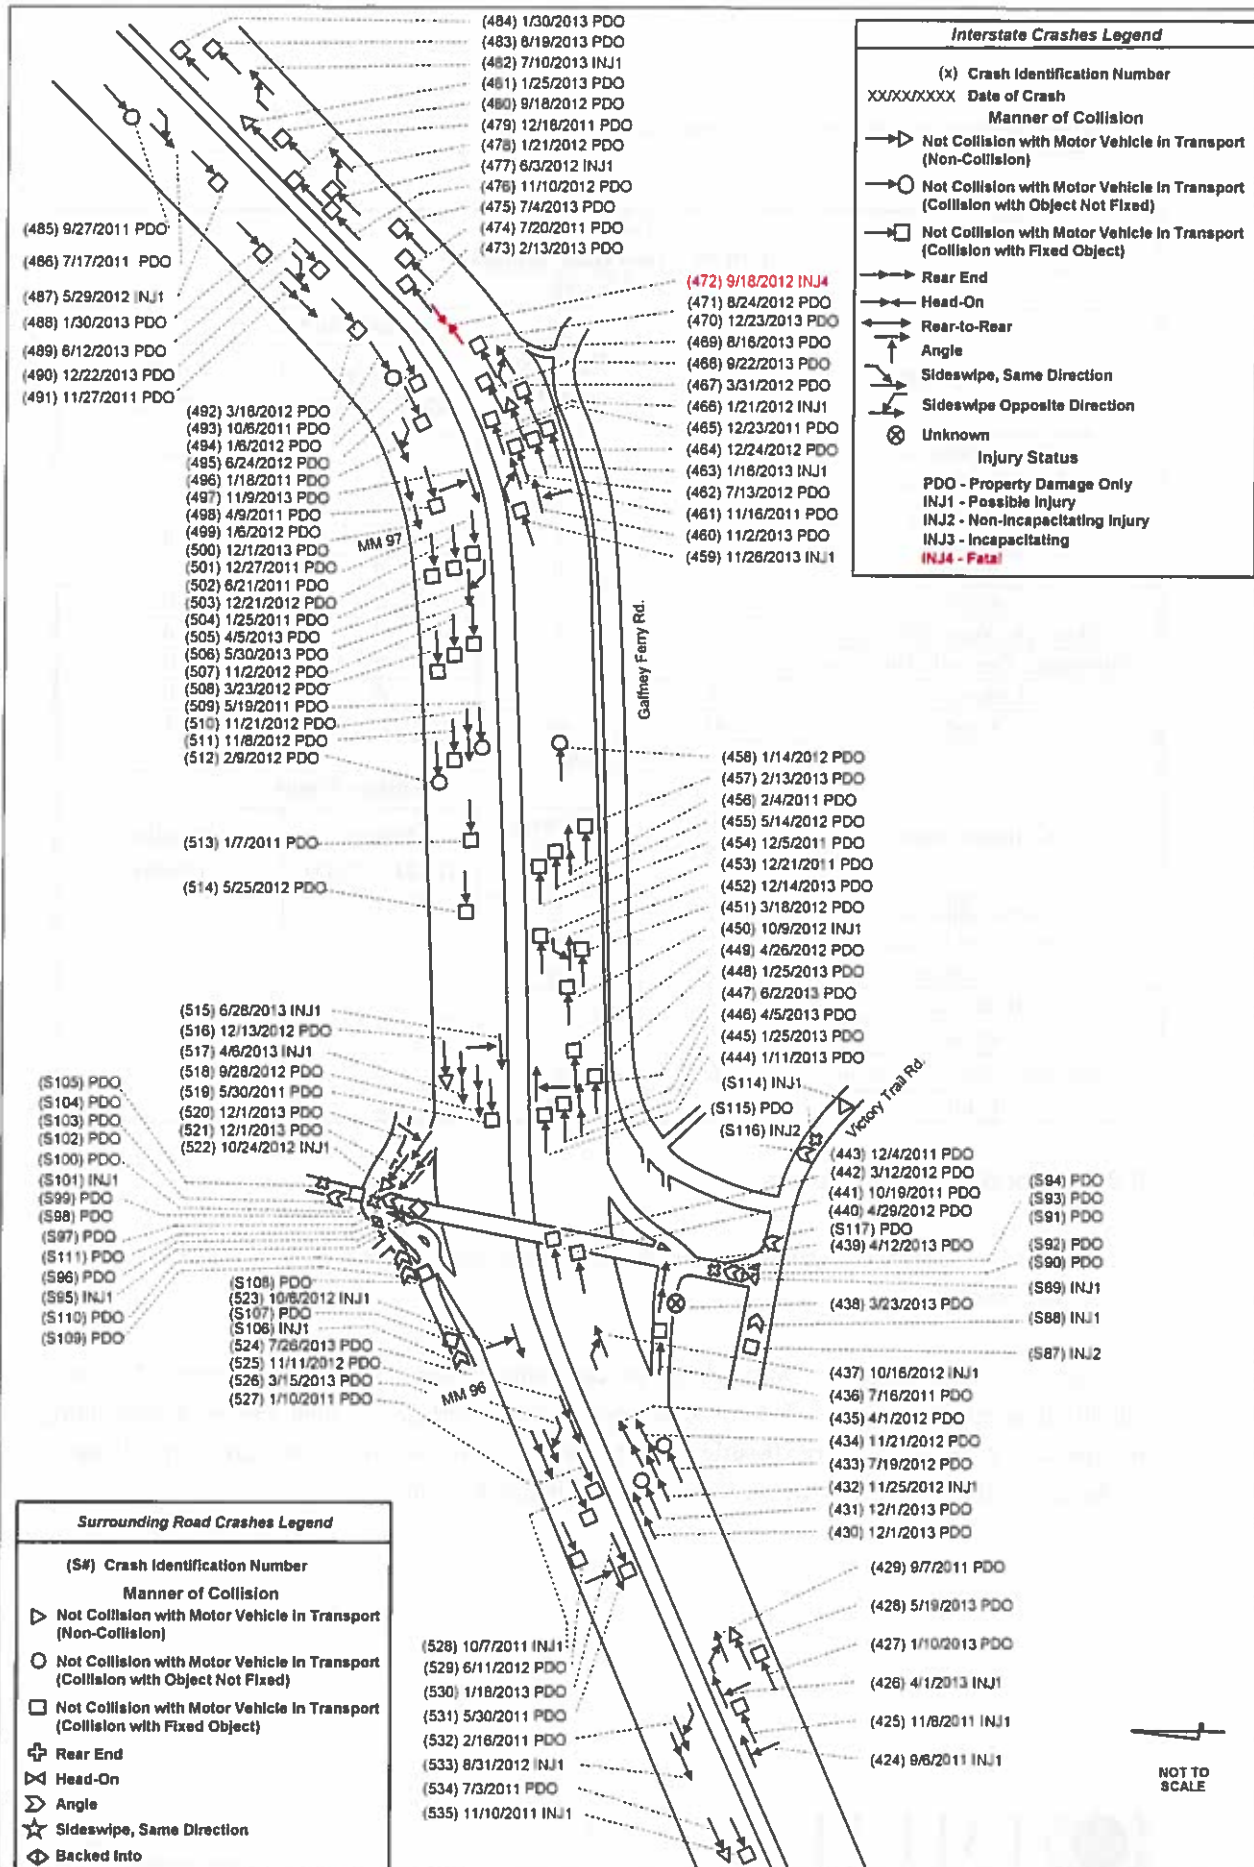 (484) 1/30/2013 PDO
(483) 8/19/2013 PDO
(482) 7/10/2013 INJ1
(481) 1/25/2013 PDO
(480) 9/18/2012 PDO
(479) 12/18/2011 PDO
(478) 1/21/2012 PDO
(477) 6/3/2012 INJ1
(476) 11/10/2012 PDO
(475) 7/4/2013 PDO
(474) 7/20/2011 PDO
(473) 2/13/2013 PDO
(472) 9/18/2012 INJ4
(471) 8/24/2012 PDO
(470) 12/23/2013 PDO
(469) 8/16/2013 PDO
(468) 9/22/2013 PDO
(467) 3/31/2012 PDO
(466) 1/21/2012 INJ1
(465) 12/23/2011 PDO
(464) 12/24/2012 PDO
(463) 1/16/2013 INJ1
(462) 7/13/2012 PDO
(461) 11/16/2011 PDO
(460) 11/2/2013 PDO
(459) 11/26/2013 INJ1
Interstate Crashes Legend
(x) Crash Identification Number
XX/XX/XXXX Date of Crash
Manner of Collision
Not Collision with Motor Vehicle in Transport
(Non-Collision)
Not Collision with Motor Vehicle in Transport
(Collision with Object Not Fixed)
Not Collision with Motor Vehicle in Transport
(Collision with Fixed Object)
Rear End
Head-On
Rear-to-Rear
Angle
Sideswipe, Same Direction
Sideswipe Opposite Direction
Unknown
Injury Status
PDO - Property Damage Only
INJ1 - Possible Injury
INJ2 - Non-Incapacitating Injury
INJ3 - Incapacitating
INJ4 - Fatal
(485) 9/27/2011 PDO
(486) 7/17/2011 PDO
(487) 5/29/2012 INJ1
(488) 1/30/2013 PDO
(489) 6/12/2013 PDO
(490) 12/22/2013 PDO
(491) 11/27/2011 PDO
(492) 3/18/2012 PDO
(493) 10/6/2011 PDO
(494) 1/6/2012 PDO
(495) 6/24/2012 PDO
(496) 1/18/2011 PDO
(497) 11/9/2013 PDO
(498) 4/9/2011 PDO
(499) 1/6/2012 PDO
(500) 12/1/2013 PDO
(501) 12/27/2011 PDO
(502) 6/21/2011 PDO
(503) 12/21/2012 PDO
(504) 1/25/2011 PDO
(505) 4/5/2013 PDO
(506) 5/30/2013 PDO
(507) 11/2/2012 PDO
(508) 3/23/2012 PDO
(509) 5/19/2011 PDO
(510) 11/21/2012 PDO
(511) 11/8/2012 PDO
(512) 2/9/2012 PDO
(513) 1/7/2011 PDO
(514) 5/25/2012 PDO
MM 97
Gaffney Ferry Rd.
(458) 1/14/2012 PDO
(457) 2/13/2013 PDO
(456) 2/4/2011 PDO
(455) 5/14/2012 PDO
(454) 12/5/2011 PDO
(453) 12/21/2011 PDO
(452) 12/14/2013 PDO
(451) 3/18/2012 PDO
(450) 10/9/2012 INJ1
(449) 4/26/2012 PDO
(448) 1/25/2013 PDO
(447) 6/2/2013 PDO
(446) 4/5/2013 PDO
(445) 1/25/2013 PDO
(444) 1/11/2013 PDO
(515) 6/28/2013 INJ1
(516) 12/13/2012 PDO
(517) 4/6/2013 INJ1
(518) 9/28/2012 PDO
(519) 5/30/2011 PDO
(520) 12/1/2013 PDO
(521) 12/1/2013 PDO
(522) 10/24/2012 INJ1
(S105) PDO
(S104) PDO
(S103) PDO
(S102) PDO
(S100) PDO
(S101) INJ1
(S99) PDO
(S98) PDO
(S97) PDO
(S111) PDO
(S96) PDO
(S95) INJ1
(S110) PDO
(S109) PDO
(S114) INJ1
(S115) PDO
(S116) INJ2
Victory Trail Rd.
(443) 12/4/2011 PDO
(442) 3/12/2012 PDO
(441) 10/19/2011 PDO
(440) 4/29/2012 PDO
(S117) PDO
(439) 4/12/2013 PDO
(438) 3/23/2013 PDO
(S94) PDO
(S93) PDO
(S91) PDO
(S92) PDO
(S90) PDO
(S89) INJ1
(S88) INJ1
(S87) INJ2
(S108) PDO
(523) 10/6/2012 INJ1
(S107) PDO
(S106) INJ1
(524) 7/26/2013 PDO
(525) 11/11/2012 PDO
(526) 3/15/2013 PDO
(527) 1/10/2011 PDO
MM 96
(437) 10/16/2012 INJ1
(436) 7/16/2011 PDO
(435) 4/1/2012 PDO
(434) 11/21/2012 PDO
(433) 7/19/2012 PDO
(432) 11/25/2012 INJ1
(431) 12/1/2013 PDO
(430) 12/1/2013 PDO
(429) 9/7/2011 PDO
(428) 5/19/2013 PDO
(427) 1/10/2013 PDO
(426) 4/1/2013 INJ1
(425) 11/8/2011 INJ1
(424) 9/6/2011 INJ1
(528) 10/7/2011 INJ1
(529) 6/11/2012 PDO
(530) 1/18/2013 PDO
(531) 5/30/2011 PDO
(532) 2/16/2011 PDO
(533) 8/31/2012 INJ1
(534) 7/3/2011 PDO
(535) 11/10/2011 INJ1
Surrounding Road Crashes Legend
(S#) Crash Identification Number
Manner of Collision
Not Collision with Motor Vehicle in Transport
(Non-Collision)
Not Collision with Motor Vehicle in Transport
(Collision with Object Not Fixed)
Not Collision with Motor Vehicle in Transport
(Collision with Fixed Object)
Rear End
Head-On
Angle
Sideswipe, Same Direction
Backed Into
NOT TO
SCALE